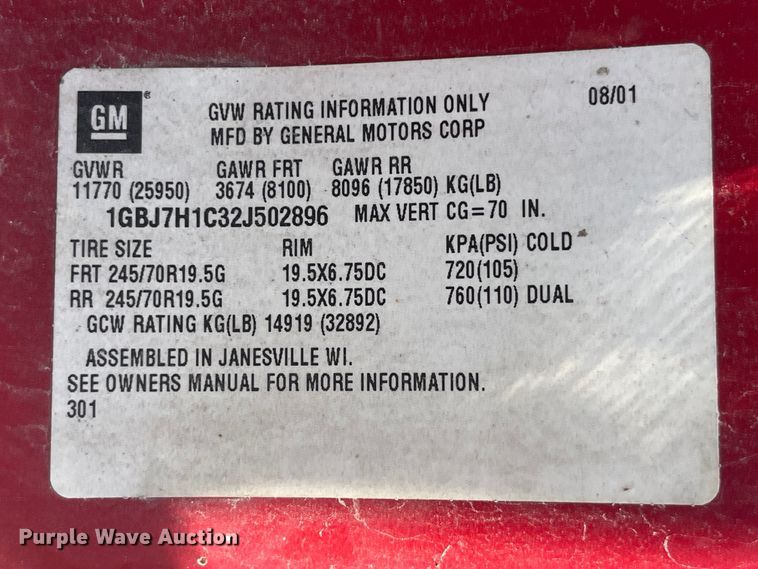 GM ® GVW RATING INFORMATION ONLY 08/01
MFD BY GENERAL MOTORS CORP
GVWR GAWR FRT GAWR RR
11770 (25950) 3674 (8100) 8096 (17850) KG(LB)
1GBJ7H1C32J502896 MAX VERT CG=70 IN.
TIRE SIZE RIM KPA(PSI) COLD
FRT 245/70R19.5G 19.5X6.75DC 720(105)
RR 245/70R19.5G 19.5X6.75DC 760(110) DUAL
GCW RATING KG(LB) 14919 (32892)
ASSEMBLED IN JANESVILLE WI.
SEE OWNERS MANUAL FOR MORE INFORMATION.
301
Purple Wave Auction